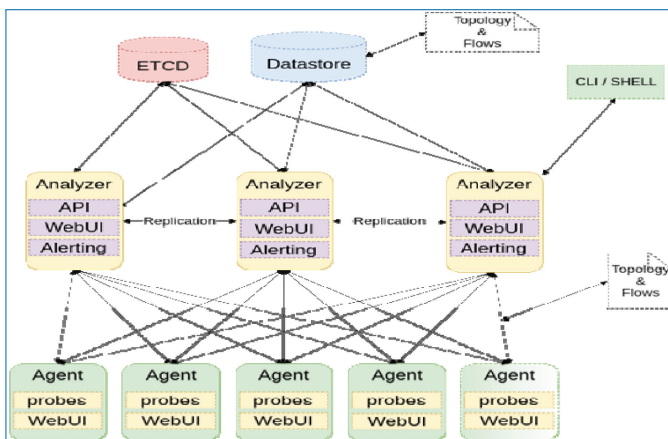 Topology
&
Flows
ETCD
Datastore
CLI / SHELL
Analyzer
API
WebUI
Alerting
Replication
Analyzer
API
WebUI
Alerting
Replication
Analyzer
API
WebUI
Alerting
Topology
&
Flows
Agent
probes
WebUI
Agent
probes
WebUI
Agent
probes
WebUI
Agent
probes
WebUI
Agent
probes
WebUI